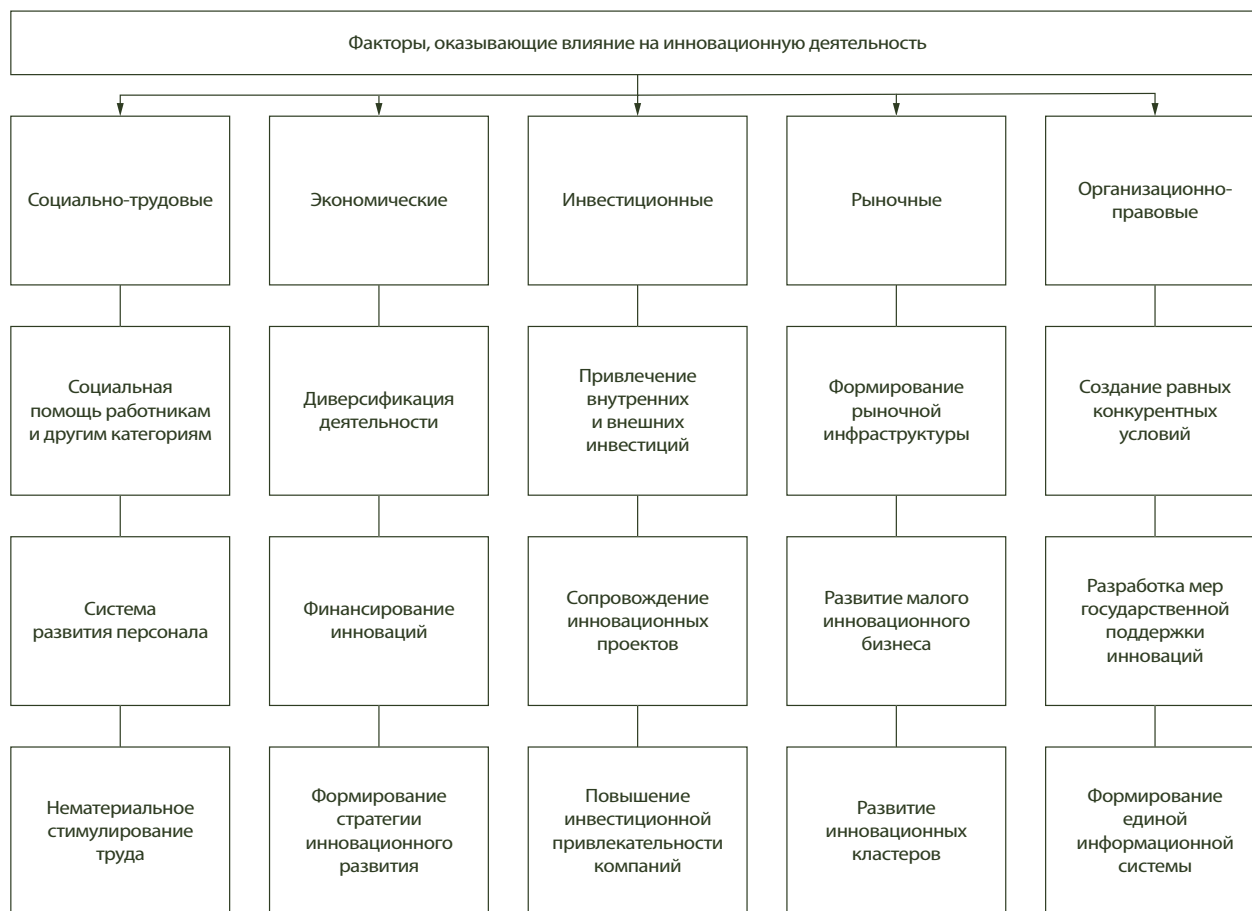 Факторы, оказывающие влияние на инновационную деятельность
Социально-трудовые
Экономические
Инвестиционные
Рыночные
Организационно-
правовые
Социальная
помощь работникам
и другим категориям
Диверсификация
деятельности
Привлечение
внутренних
и внешних
инвестиций
Формирование
рыночной
инфраструктуры
Создание равных
конкурентных
условий
Система
развития персонала
Финансирование
инноваций
Сопровождение
инновационных
проектов
Развитие малого
инновационного
бизнеса
Разработка мер
государственной
поддержки
инноваций
Нематериальное
стимулирование
труда
Формирование
стратегии
инновационного
развития
Повышение
инвестиционной
привлекательности
компаний
Развитие
инновационных
кластеров
Формирование
единой
информационной
системы